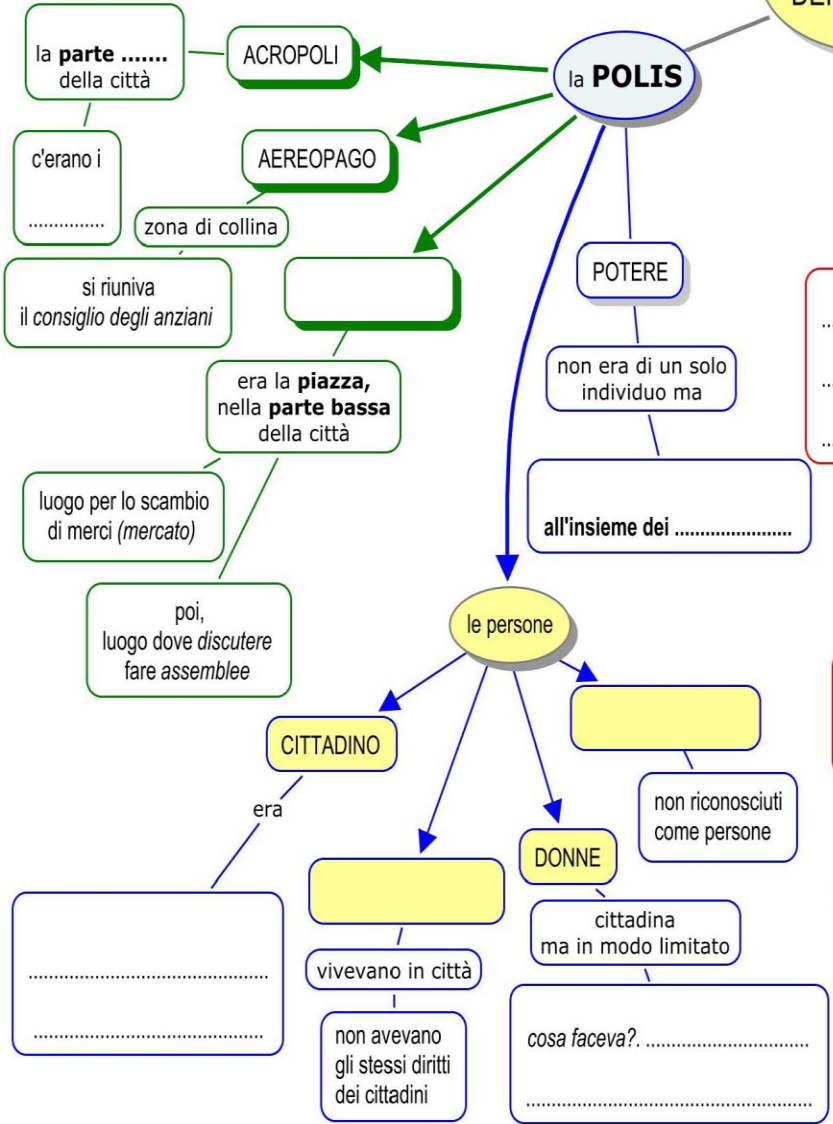 la POLIS
ACROPOLI
la parte .......
della città
c'erano i
...............
AEREOPAGO
zona di collina
si riuniva
il consiglio degli anziani
era la piazza,
nella parte bassa
della città
luogo per lo scambio
di merci (mercato)
poi,
luogo dove discutere
fare assemblee
POTERE
non era di un solo
individuo ma
all'insieme dei .......................
le persone
CITTADINO
era
..............................................
............................................
vivevano in città
non avevano
gli stessi diritti
dei cittadini
DONNE
cittadina
ma in modo limitato
cosa faceva?. ................................
........................................................
non riconosciuti
come persone